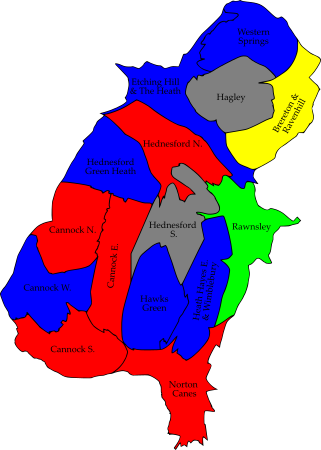 Western
Springs
Etching Hill
& The Heath
Hagley
Brereton &
Ravenhill
Hednesford N.
Hednesford
Green Heath
Cannock N.
Cannock E.
Hednesford
S.
Rawnsley
Cannock W.
Hawks
Green
Heath Hayes E.
& Wimblebury
Cannock S.
Norton
Canes